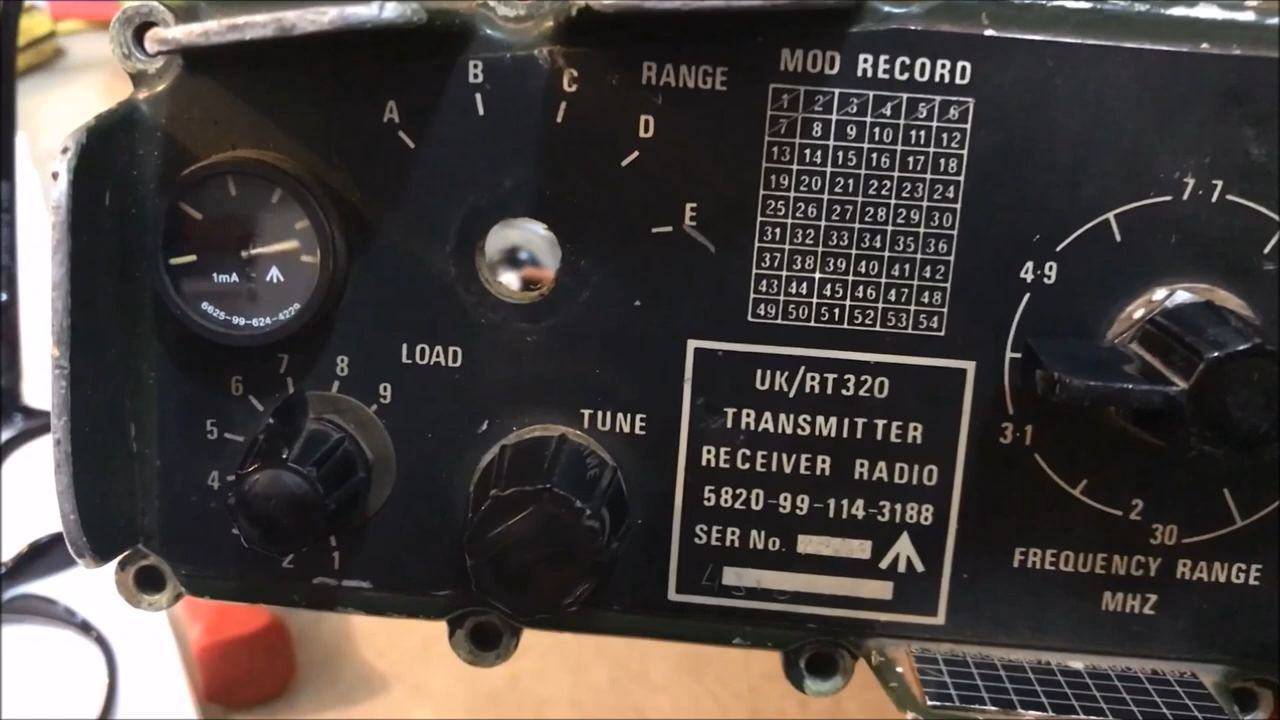 A
B
C
RANGE
D
E
1mA
6625-99-624-4229
LOAD
1
2
4
5
6
7
8
9
TUNE
MOD RECORD
1 2 3 4 5 6
7 8 9 10 11 12
13 14 15 16 17 18
19 20 21 22 23 24
25 26 27 28 29 30
31 32 33 34 35 36
37 38 39 40 41 42
43 44 45 46 47 48
49 50 51 52 53 54
UK/RT320
TRANSMITTER
RECEIVER RADIO
5820-99-114-3188
SER No.
7·7
4·9
3·1
2
30
FREQUENCY RANGE
MHZ